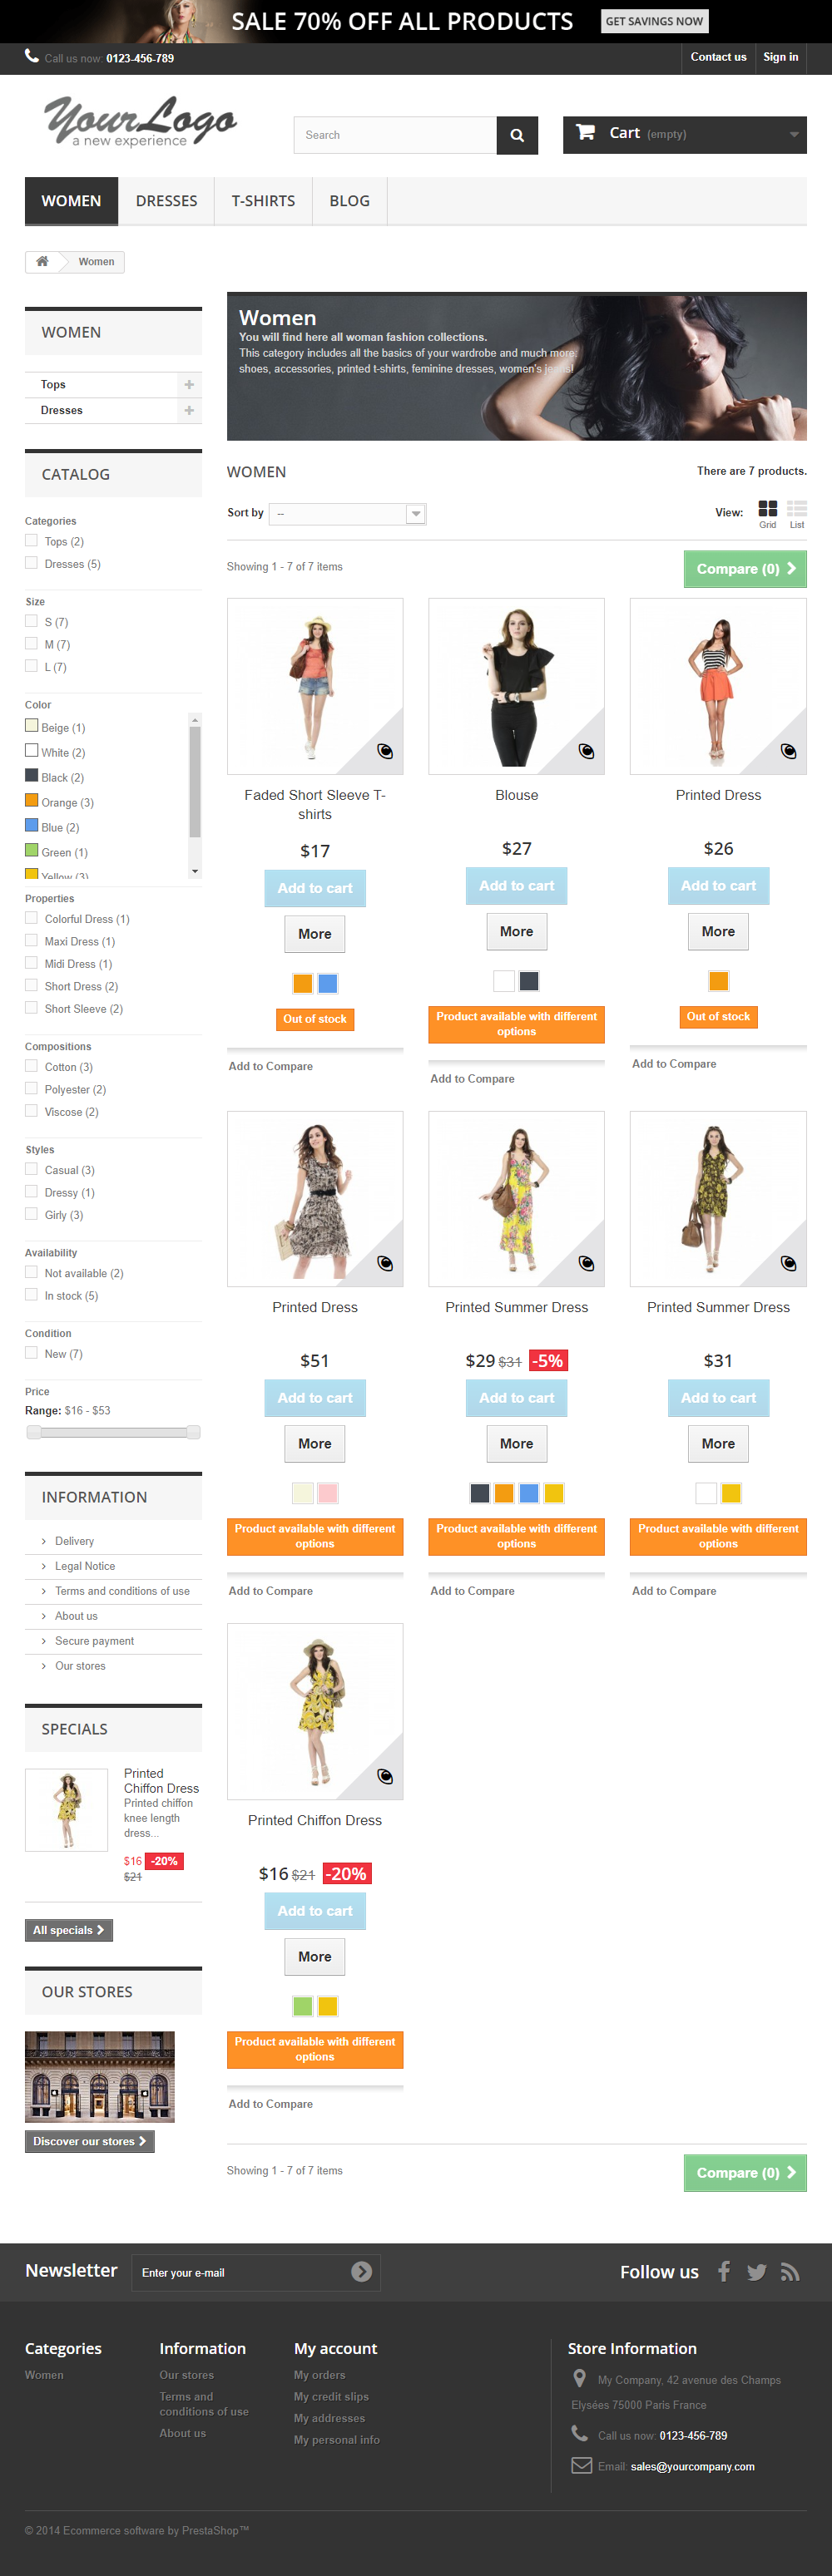 SALE 70% OFF ALL PRODUCTS GET SAVINGS NOW
Call us now: 0123-456-789 Contact us Sign in
YourLogo
a new experience
Search
Cart (empty)
WOMEN DRESSES T-SHIRTS BLOG
Women
WOMEN
Tops
Dresses
CATALOG
Categories
Tops (2)
Dresses (5)
Size
S (7)
M (7)
L (7)
Color
Beige (1)
White (2)
Black (2)
Orange (3)
Blue (2)
Green (1)
Yellow (3)
Properties
Colorful Dress (1)
Maxi Dress (1)
Midi Dress (1)
Short Dress (2)
Short Sleeve (2)
Compositions
Cotton (3)
Polyester (2)
Viscose (2)
Styles
Casual (3)
Dressy (1)
Girly (3)
Availability
Not available (2)
In stock (5)
Condition
New (7)
Price
Range: $16 - $53
INFORMATION
Delivery
Legal Notice
Terms and conditions of use
About us
Secure payment
Our stores
SPECIALS
Printed
Chiffon Dress
Printed chiffon
knee length
dress...
$16 -20%
$21
All specials
OUR STORES
Discover our stores
Women
You will find here all woman fashion collections.
This category includes all the basics of your wardrobe and much more:
shoes, accessories, printed t-shirts, feminine dresses, women's jeans!
WOMEN There are 7 products.
Sort by -- View: Grid List
Showing 1 - 7 of 7 items Compare (0)
Faded Short Sleeve T-
shirts
$17
Add to cart
More
Out of stock
Add to Compare
Blouse
$27
Add to cart
More
Product available with different
options
Add to Compare
Printed Dress
$26
Add to cart
More
Out of stock
Add to Compare
Printed Dress
$51
Add to cart
More
Product available with different
options
Add to Compare
Printed Summer Dress
$29 $31 -5%
Add to cart
More
Product available with different
options
Add to Compare
Printed Summer Dress
$31
Add to cart
More
Product available with different
options
Add to Compare
Printed Chiffon Dress
$16 $21 -20%
Add to cart
More
Product available with different
options
Add to Compare
Showing 1 - 7 of 7 items Compare (0)
Newsletter Enter your e-mail Follow us
Categories
Women
Information
Our stores
Terms and
conditions of use
About us
My account
My orders
My credit slips
My addresses
My personal info
Store Information
My Company, 42 avenue des Champs
Elysées 75000 Paris France
Call us now: 0123-456-789
Email: sales@yourcompany.com
© 2014 Ecommerce software by PrestaShop™